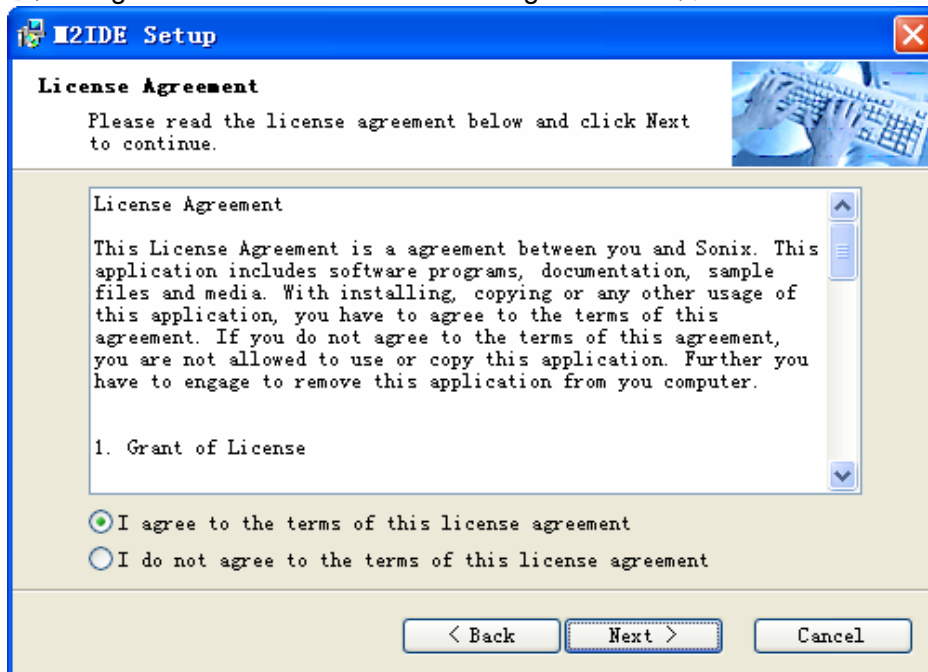 M2IDE Setup
License Agreement
Please read the license agreement below and click Next
to continue.
License Agreement
This License Agreement is a agreement between you and Sonix. This
application includes software programs, documentation, sample
files and media. With installing, copying or any other usage of
this application, you have to agree to the terms of this
agreement. If you do not agree to the terms of this agreement,
you are not allowed to use or copy this application. Further you
have to engage to remove this application from you computer.
1. Grant of License
I agree to the terms of this license agreement
I do not agree to the terms of this license agreement
< Back Next > Cancel